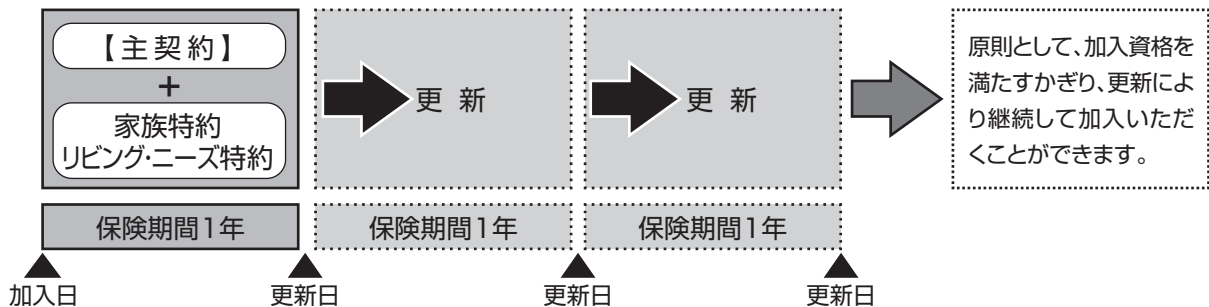 【主契約】
+
家族特約
リビング・ニーズ特約
更 新
更 新
原則として、加入資格を
満たすかぎり、更新によ
り継続して加入いただ
くことができます。
保険期間1年
保険期間1年
保険期間1年
加入日
更新日
更新日
更新日